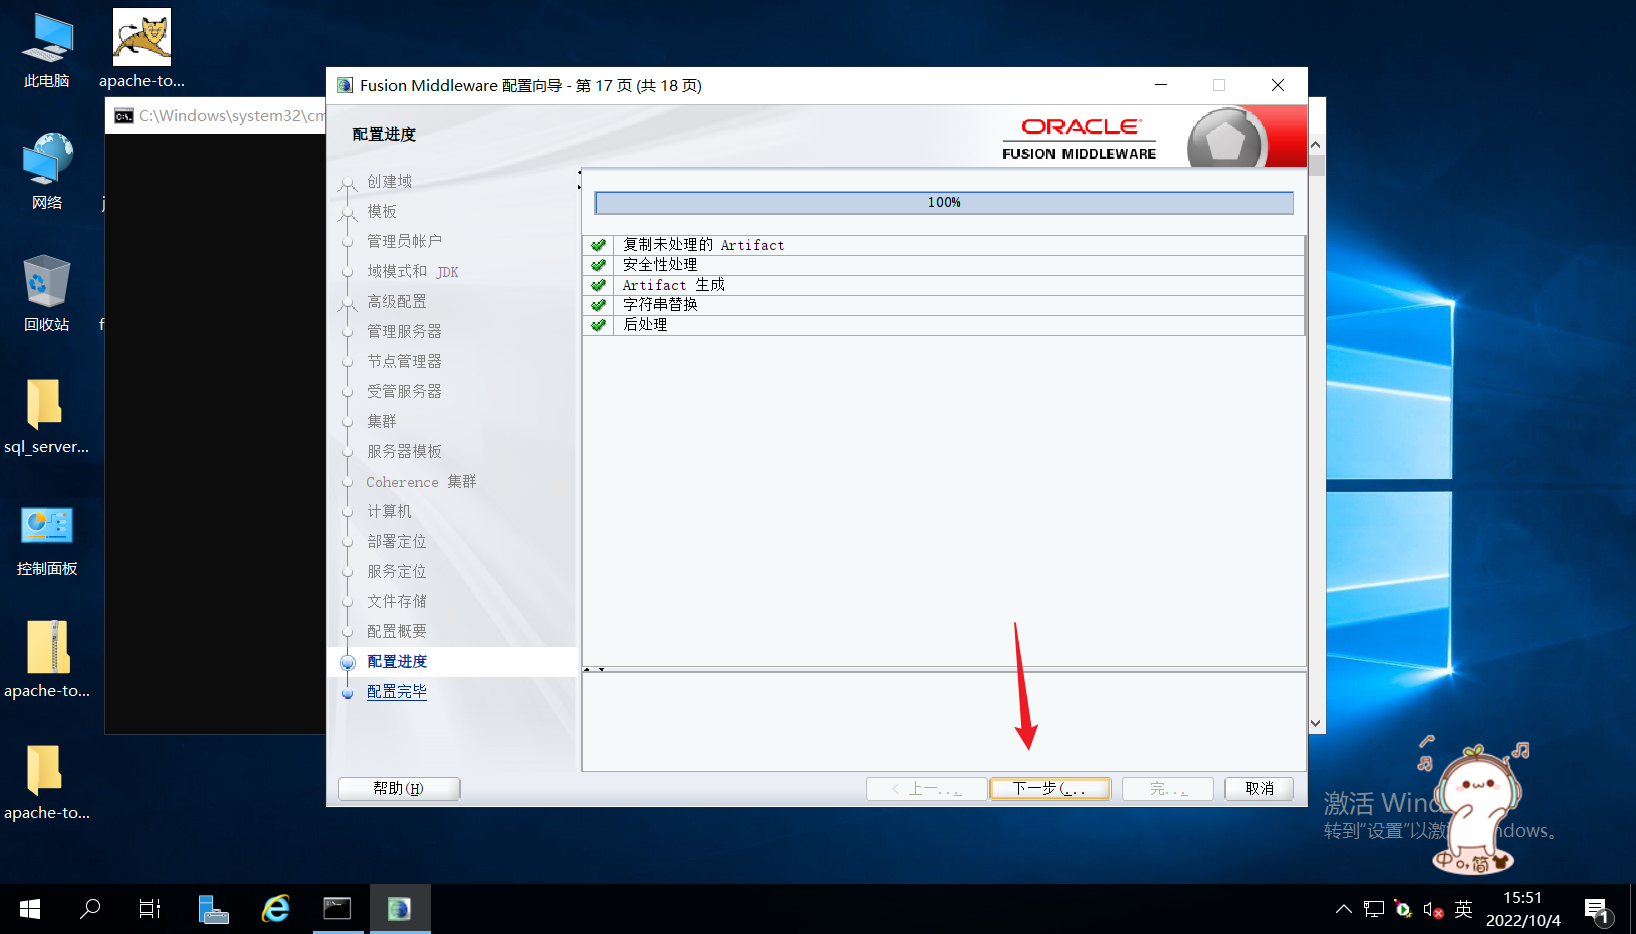 此电脑
apache-to...
网络
回收站
sql_server...
控制面板
apache-to...
apache-to...
C:\Windows\system32\cm
j
f
Fusion Middleware 配置向导 - 第 17 页 (共 18 页)
配置进度
ORACLE
FUSION MIDDLEWARE
创建域
模板
管理员帐户
域模式和 JDK
高级配置
管理服务器
节点管理器
受管服务器
集群
服务器模板
Coherence 集群
计算机
部署定位
服务定位
文件存储
配置概要
配置进度
配置完毕
100%
复制未处理的 Artifact
安全性处理
Artifact 生成
字符串替换
后处理
帮助(H)
< 上一...
下一步(...
完...
取消
激活 Wind
转到"设置"以激 ndows。
中 简
英
15:51
2022/10/4
1